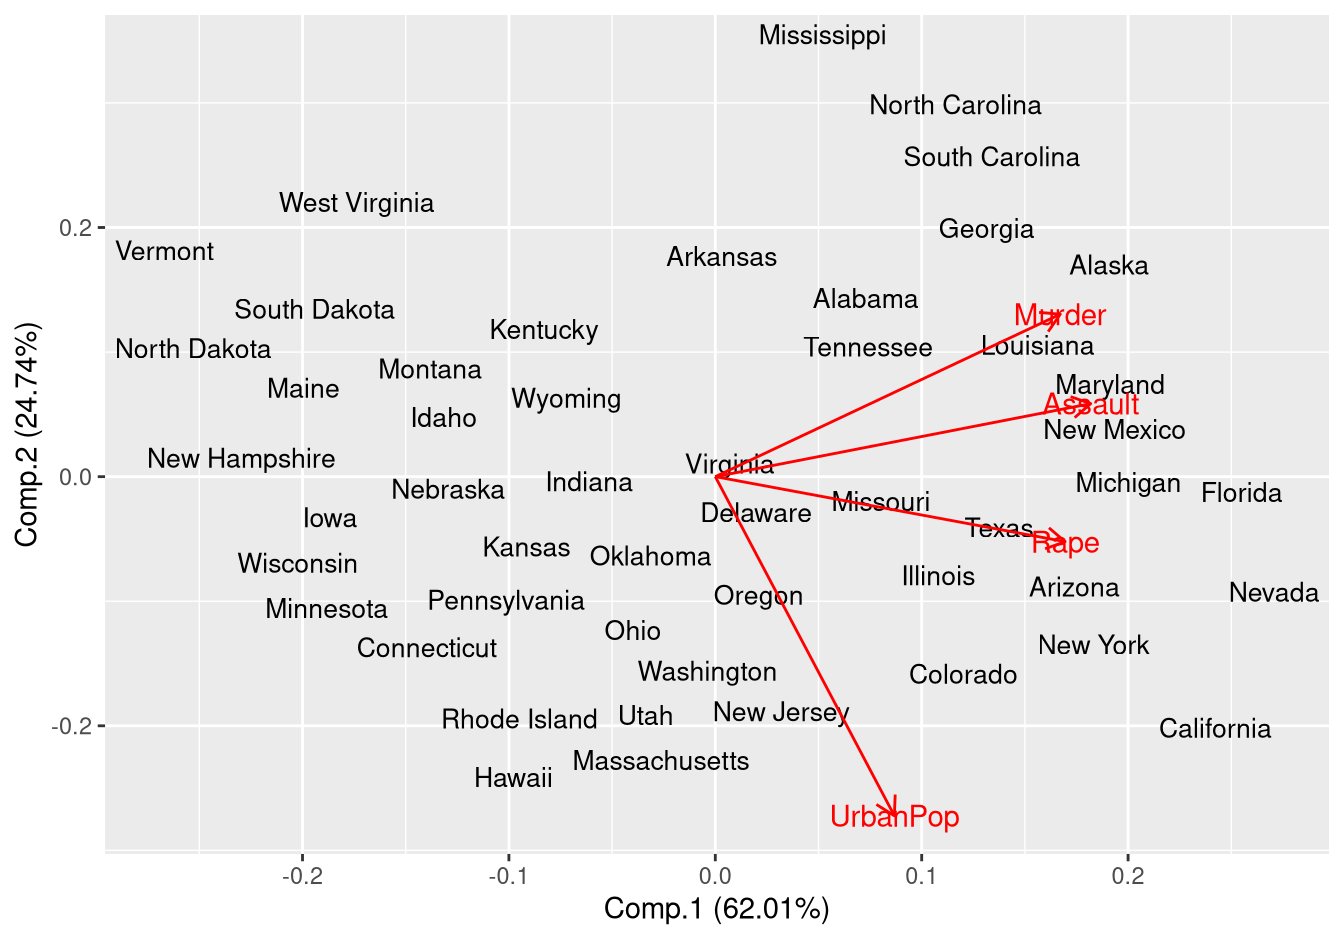 Mississippi
North Carolina
South Carolina
West Virginia
Georgia
0.2
Vermont
Arkansas
Alaska
Alabama
South Dakota
Murder
Kentucky
Louisiana
Tennessee
North Dakota
Montana
Maryland
Maine
Wyoming
Assault
Idaho
New Mexico
New Hampshire
Virginia
0.0
Indiana
Michigan
Nebraska
Florida
Missouri
Delaware
Iowa
Texas
Rape
Kansas
Oklahoma
Wisconsin
Illinois
Arizona
Nevada
Oregon
Pennsylvania
Minnesota
Ohio
New York
Connecticut
Washington
Colorado
New Jersey
Utah
Rhode Island
-0.2
California
Massachusetts
Hawaii
UrbanPop
Comp.2 (24.74%)
-0.2
-0.1
0.0
0.1
0.2
Comp.1 (62.01%)